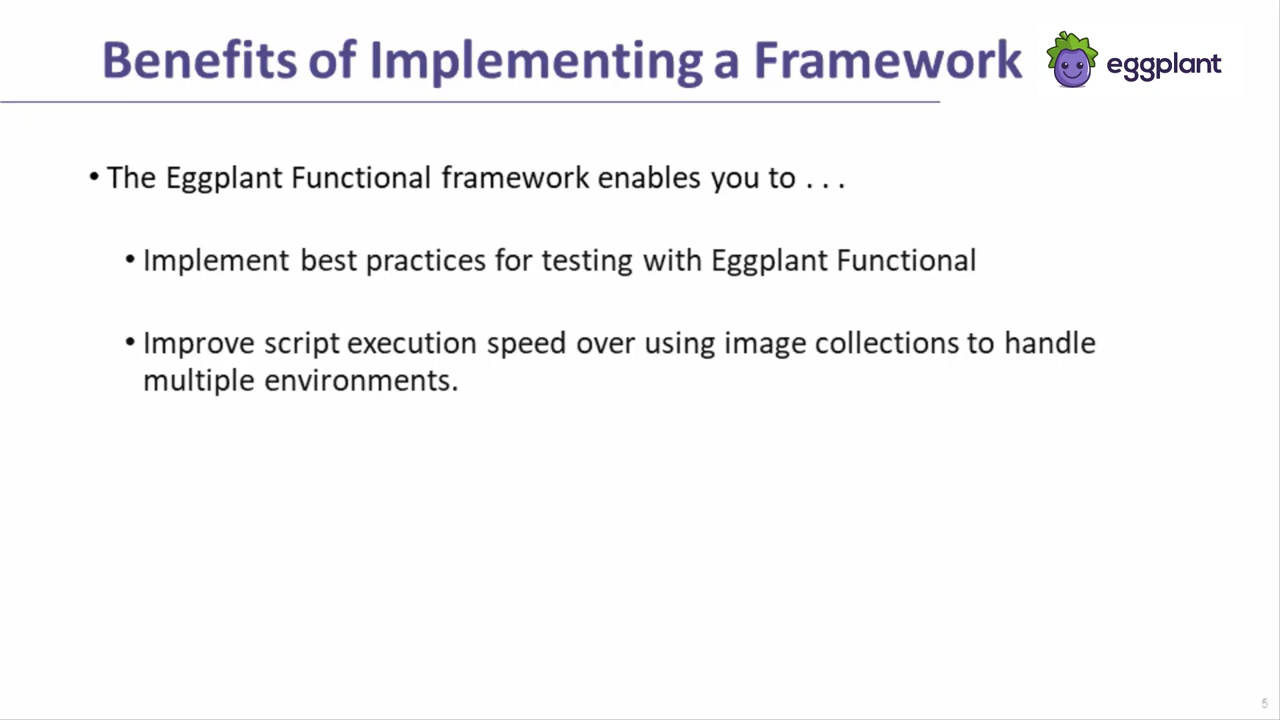 Benefits of Implementing a Framework
eggplant
• The Eggplant Functional framework enables you to . . .
• Implement best practices for testing with Eggplant Functional
• Improve script execution speed over using image collections to handle
multiple environments.